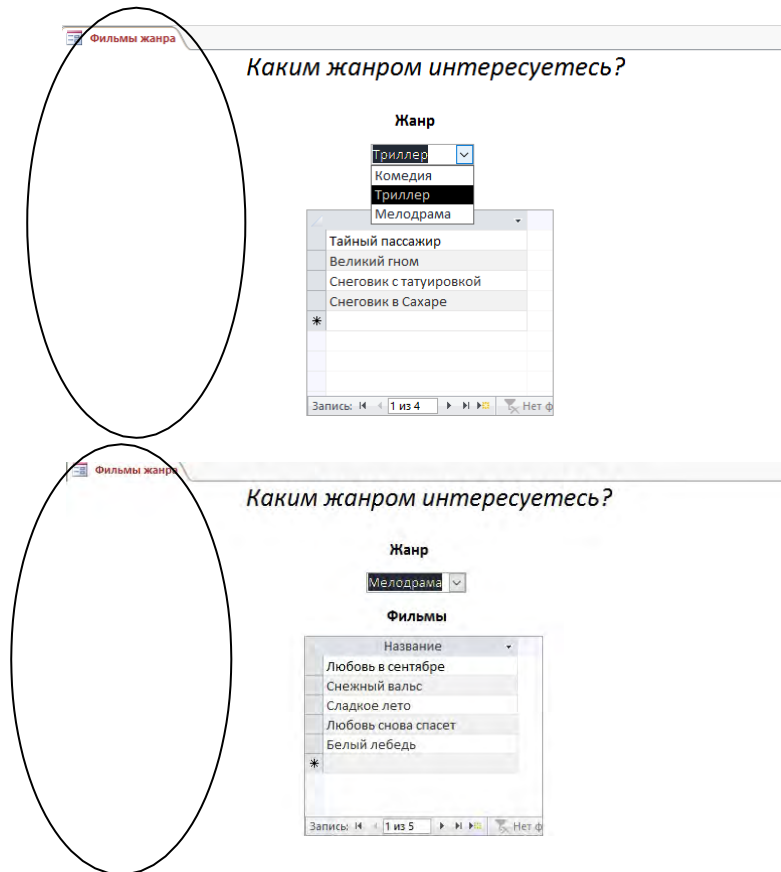 Фильмы жанра
Каким жанром интересуетесь?
Жанр
Триллер
Комедия
Триллер
Мелодрама
Тайный пассажир
Великий гном
Снеговик с татуировкой
Снеговик в Сахаре
Запись: 1 из 4 Нет ф
Фильмы жанра
Каким жанром интересуетесь?
Жанр
Мелодрама
Фильмы
Название
Любовь в сентябре
Снежный вальс
Сладкое лето
Любовь снова спасет
Белый лебедь
Запись: 1 из 5 Нет ф